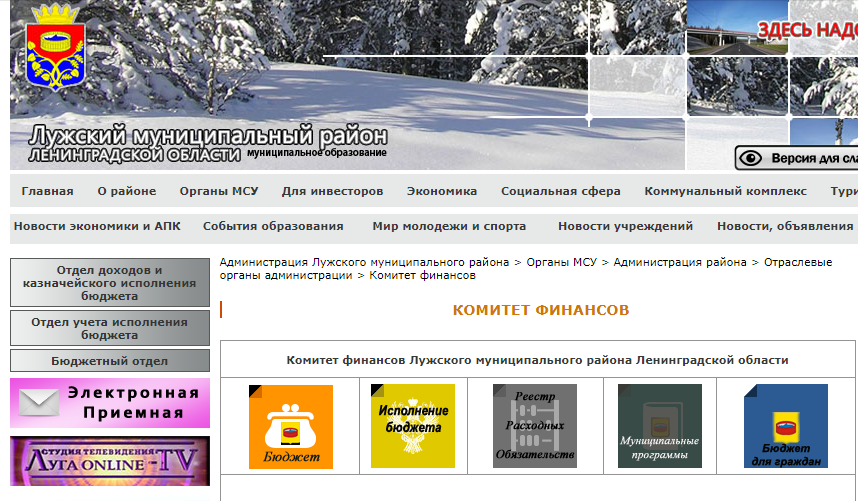 ЗДЕСЬ НАДО
Лужский муниципальный район
ЛЕНИНГРАДСКОЙ ОБЛАСТИ муниципальное образование
Версия для сла
Главная О районе Органы МСУ Для инвесторов Экономика Социальная сфера Коммунальный комплекс Тури
Новости экономики и АПК События образования Мир молодежи и спорта Новости учреждений Новости, объявления
Отдел доходов и
казначейского исполнения
бюджета
Отдел учета исполнения
бюджета
Бюджетный отдел
Электронная
Приемная
СТУДИЯ ТЕЛЕВИДЕНИЯ
ЛУГА ONLINE-TV
Администрация Лужского муниципального района > Органы МСУ > Администрация района > Отраслевые
органы администрации > Комитет финансов
КОМИТЕТ ФИНАНСОВ
Комитет финансов Лужского муниципального района Ленинградской области
Бюджет
Исполнение
бюджета
Реестр
Расходных
Обязательств
Муниципальные
программы
Бюджет
для граждан